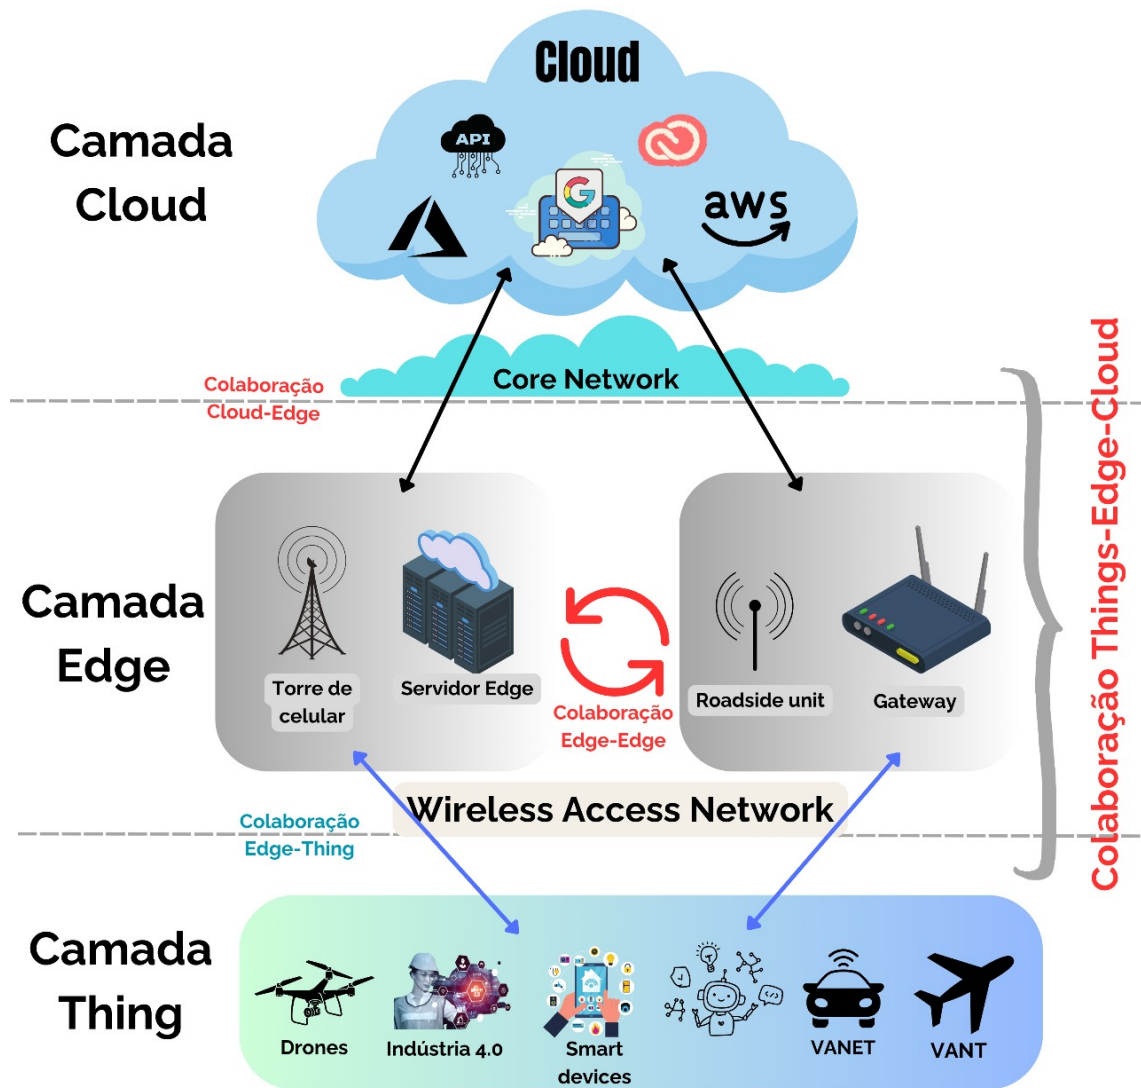 Cloud
Camada
Cloud
API
G
aws
Core Network
Colaboração
Cloud-Edge
Camada
Edge
Torre de
celular
Servidor Edge
Colaboração
Edge-Edge
Roadside unit
Gateway
Colaboração Things-Edge-Cloud
Wireless Access Network
Colaboração
Edge-Thing
Camada
Thing
Drones
Indústria 4.0
Smart
devices
VANET
VANT